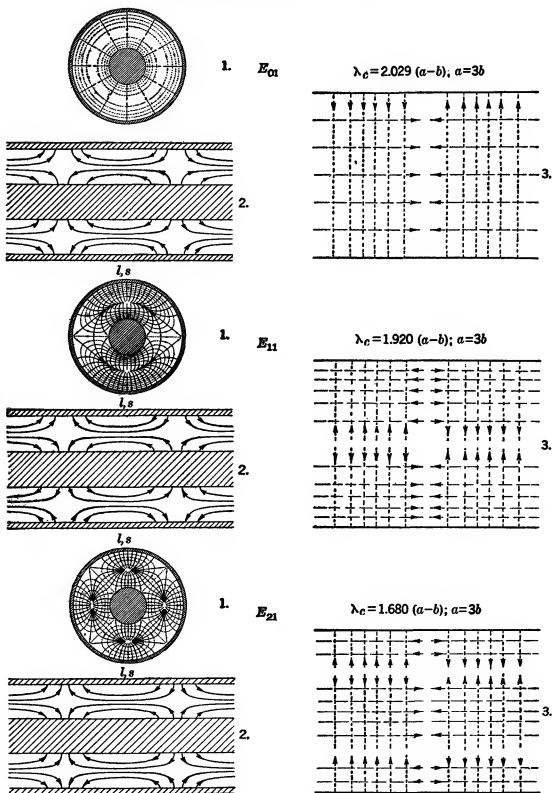 1.
E01
λc=2.029 (a−b); a=3b
2.
3.
l, s
1.
E11
λc=1.920 (a−b); a=3b
l, s
2.
3.
l, s
1.
E21
λc=1.680 (a−b); a=3b
l, s
2.
3.